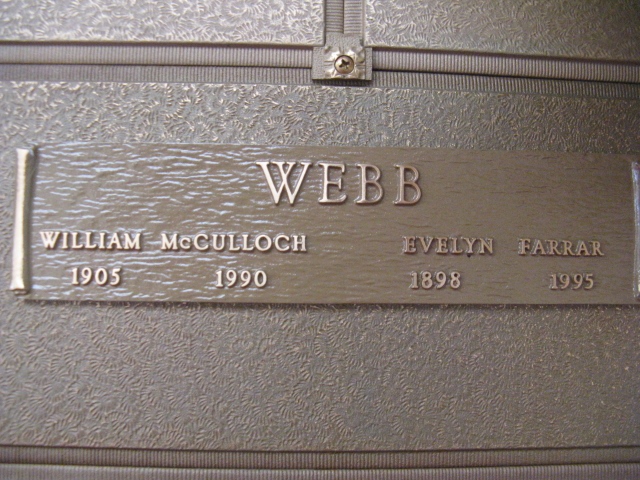 WEBB
WILLIAM McCULLOCH EVELYN FARRAR
1905 1990 1898 1995